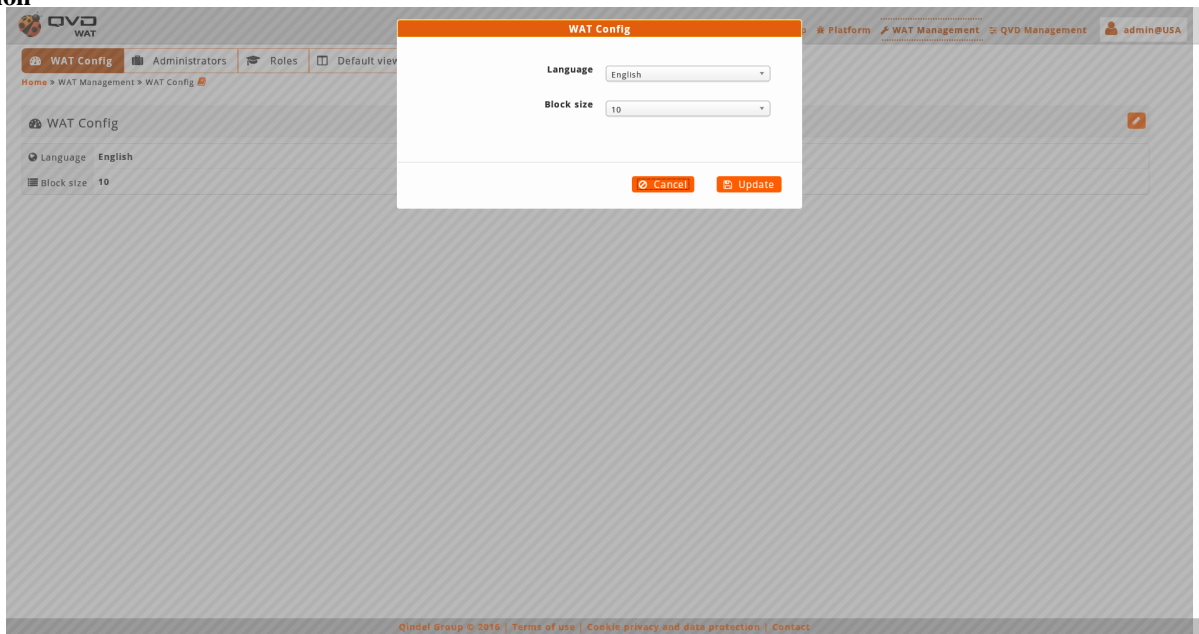 QVD
WAT
Platform WAT Management QVD Management admin@USA
WAT Config Administrators Roles Default view
Home » WAT Management » WAT Config
WAT Config
Language English
Block size 10
WAT Config
Language English
Block size 10
Cancel Update
Qindel Group © 2016 | Terms of use | Cookie privacy and data protection | Contact